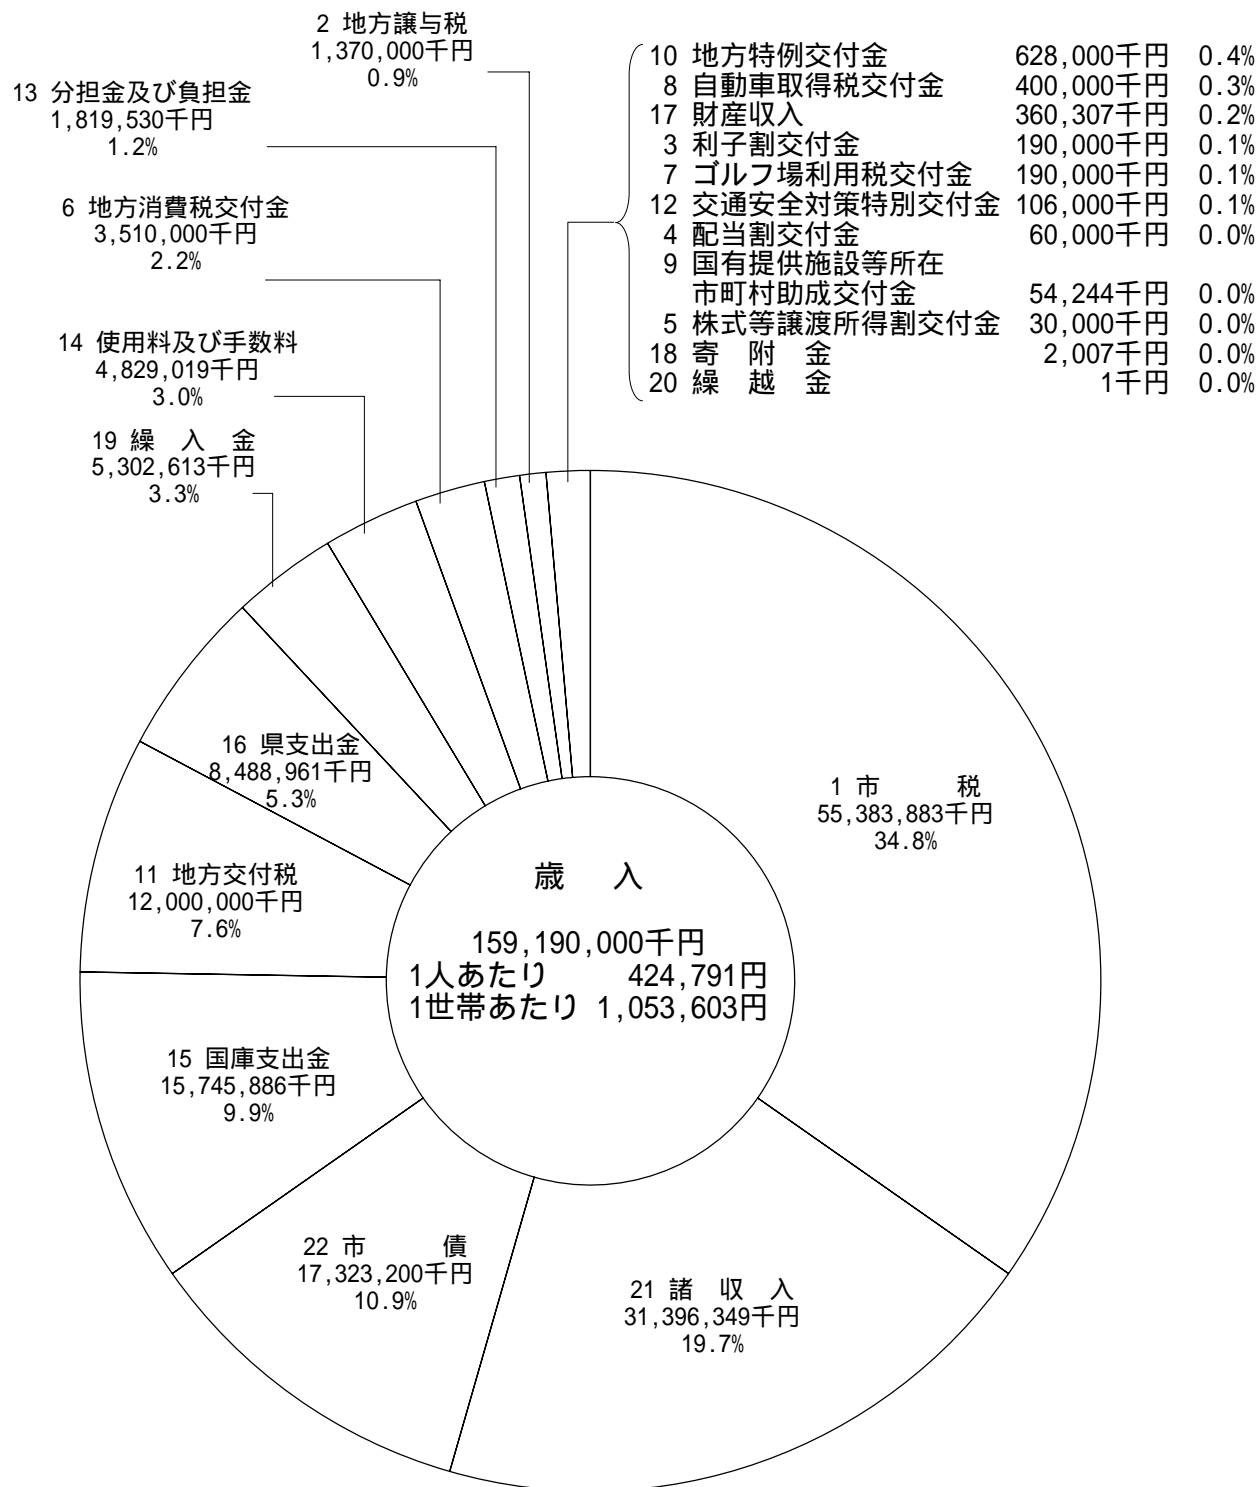 2 地方譲与税
1,370,000千円
0.9%
13 分担金及び負担金
1,819,530千円
1.2%
6 地方消費税交付金
3,510,000千円
2.2%
14 使用料及び手数料
4,829,019千円
3.0%
19 繰　入　金
5,302,613千円
3.3%
10 地方特例交付金 628,000千円 0.4%
8 自動車取得税交付金 400,000千円 0.3%
17 財産収入 360,307千円 0.2%
3 利子割交付金 190,000千円 0.1%
7 ゴルフ場利用税交付金 190,000千円 0.1%
12 交通安全対策特別交付金 106,000千円 0.1%
4 配当割交付金 60,000千円 0.0%
9 国有提供施設等所在
市町村助成交付金 54,244千円 0.0%
5 株式等譲渡所得割交付金 30,000千円 0.0%
18 寄　附　金 2,007千円 0.0%
20 繰　越　金 1千円 0.0%
16 県支出金
8,488,961千円
5.3%
1 市　　　税
55,383,883千円
34.8%
11 地方交付税
12,000,000千円
7.6%
歳　入
159,190,000千円
1人あたり 424,791円
1世帯あたり 1,053,603円
15 国庫支出金
15,745,886千円
9.9%
22 市　　　債
17,323,200千円
10.9%
21 諸　収　入
31,396,349千円
19.7%